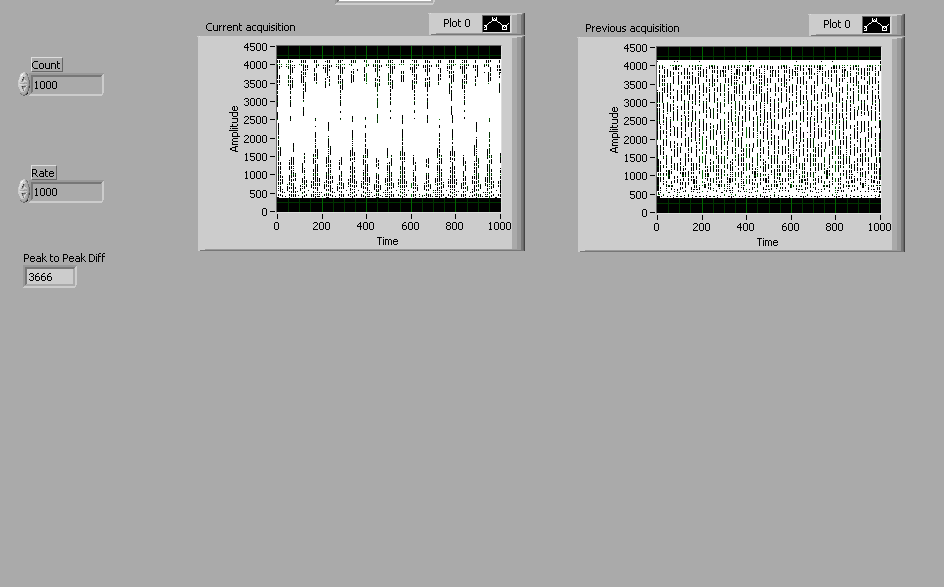 Current acquisition
Plot 0
4500
4000
3500
3000
2500
2000
1500
1000
500
0
Amplitude
0 200 400 600 800 1000
Time
Previous acquisition
Plot 0
4500
4000
3500
3000
2500
2000
1500
1000
500
0
Amplitude
0 200 400 600 800 1000
Time
Count
1000
Rate
1000
Peak to Peak Diff
3666